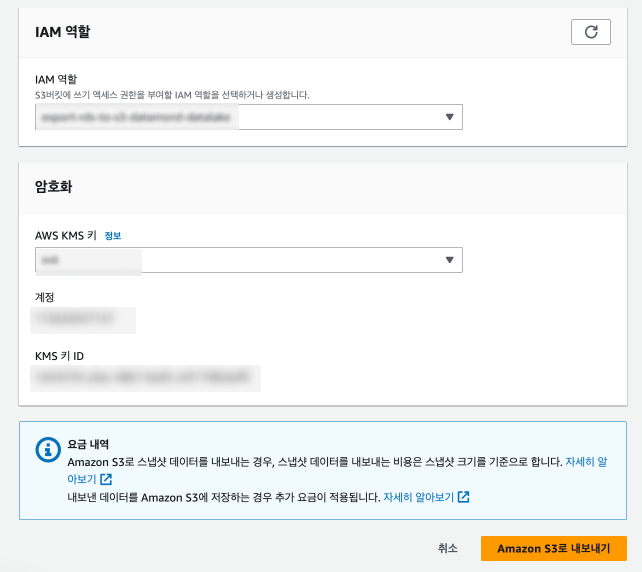 IAM 역할
IAM 역할
S3버킷에 쓰기 액세스 권한을 부여할 IAM 역할을 선택하거나 생성합니다.
암호화
AWS KMS 키 정보
계정
KMS 키 ID
요금 내역
Amazon S3로 스냅샷 데이터를 내보내는 경우, 스냅샷 데이터를 내보내는 비용은 스냅샷 크기를 기준으로 합니다. 자세히 알
아보기
내보낸 데이터를 Amazon S3에 저장하는 경우 추가 요금이 적용됩니다. 자세히 알아보기
취소 Amazon S3로 내보내기